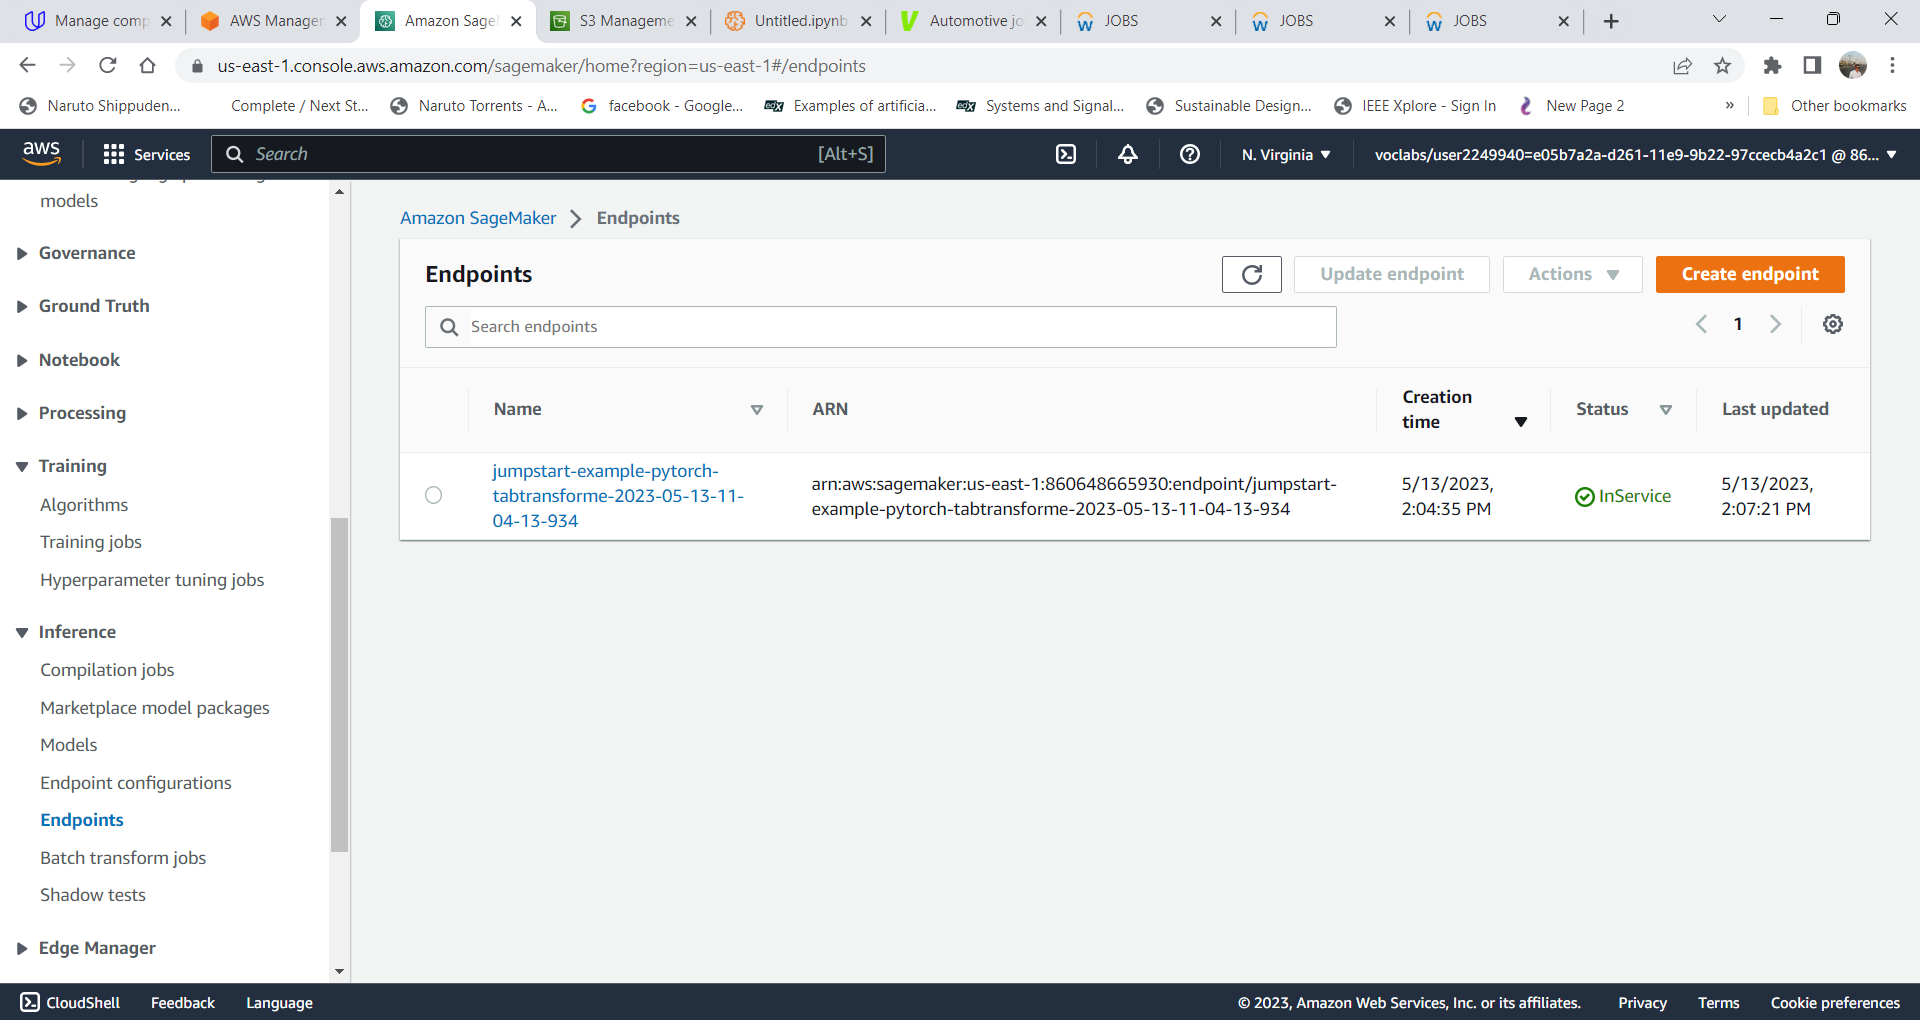 Manage comp
AWS Manager
Amazon Sage
S3 Manageme
Untitled.ipynb
Automotive jo
JOBS
JOBS
JOBS
us-east-1.console.aws.amazon.com/sagemaker/home?region=us-east-1#/endpoints
Naruto Shippuden...
Complete / Next St...
Naruto Torrents - A...
facebook - Google...
edX
Examples of artificia...
edX
Systems and Signal...
Sustainable Design...
IEEE Xplore - Sign In
New Page 2
»
Other bookmarks
aws
Services
Search
[Alt+S]
N. Virginia
voclabs/user2249940=e05b7a2a-d261-11e9-9b22-97ccecb4a2c1 @ 86...
models
Governance
Ground Truth
Notebook
Processing
Training
Algorithms
Training jobs
Hyperparameter tuning jobs
Inference
Compilation jobs
Marketplace model packages
Models
Endpoint configurations
Endpoints
Batch transform jobs
Shadow tests
Edge Manager
Amazon SageMaker
Endpoints
Endpoints
Update endpoint
Actions
Create endpoint
Search endpoints
1
Name
ARN
Creation
time
Status
Last updated
jumpstart-example-pytorch-
tabtransforme-2023-05-13-11-
04-13-934
arn:aws:sagemaker:us-east-1:860648665930:endpoint/jumpstart-
example-pytorch-tabtransforme-2023-05-13-11-04-13-934
5/13/2023,
2:04:35 PM
InService
5/13/2023,
2:07:21 PM
CloudShell
Feedback
Language
© 2023, Amazon Web Services, Inc. or its affiliates.
Privacy
Terms
Cookie preferences